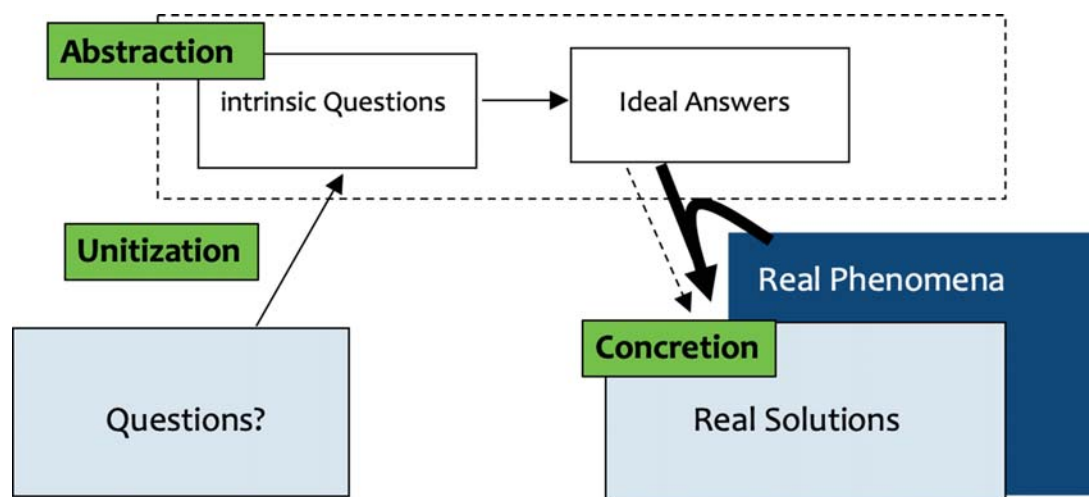 Abstraction
intrinsic Questions
Ideal Answers
Unitization
Real Phenomena
Concretion
Questions?
Real Solutions